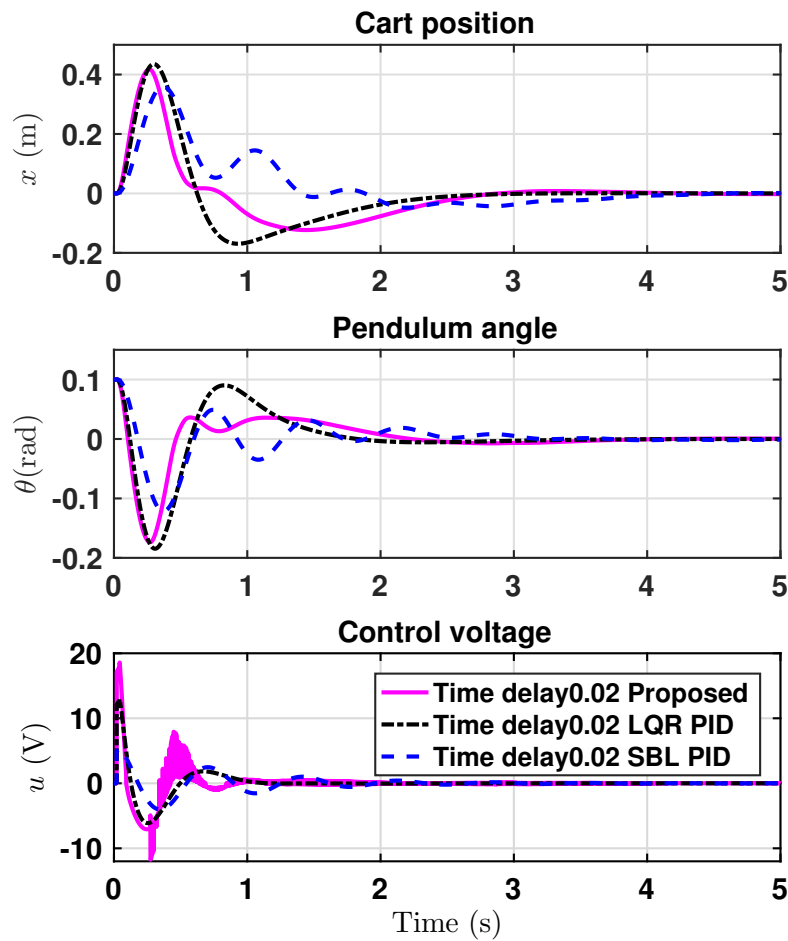 Cart position
x (m)
0.4
0.2
0
-0.2
0 1 2 3 4 5
Pendulum angle
θ(rad)
0.1
0
-0.1
-0.2
0 1 2 3 4 5
Control voltage
u (V)
20
10
0
-10
Time delay0.02 Proposed
Time delay0.02 LQR PID
Time delay0.02 SBL PID
0 1 2 3 4 5
Time (s)